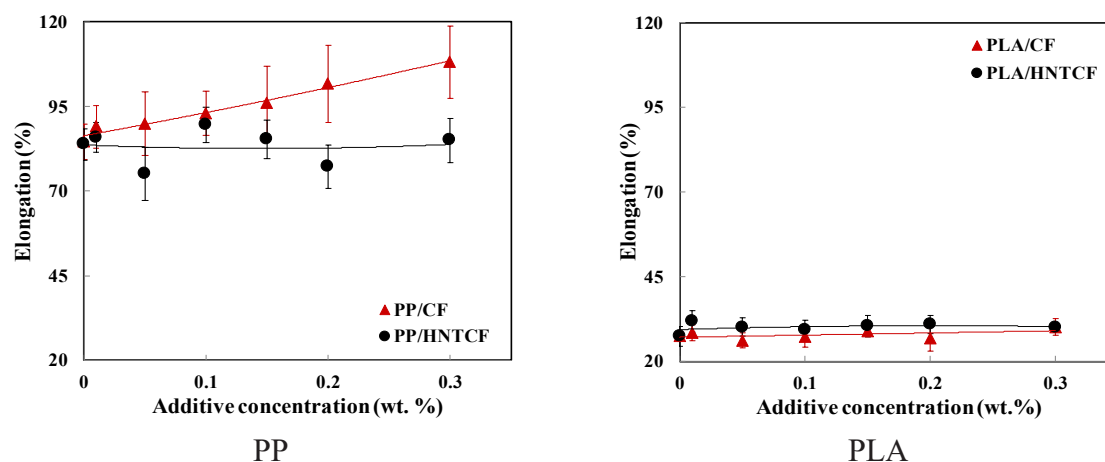 120
95
70
45
20
Elongation (%)
PP/CF
PP/HNTCF
0 0.1 0.2 0.3
Additive concentration (wt. %)
PP
120
95
70
45
20
Elongation (%)
PLA/CF
PLA/HNTCF
0 0.1 0.2 0.3
Additive concentration (wt.%)
PLA